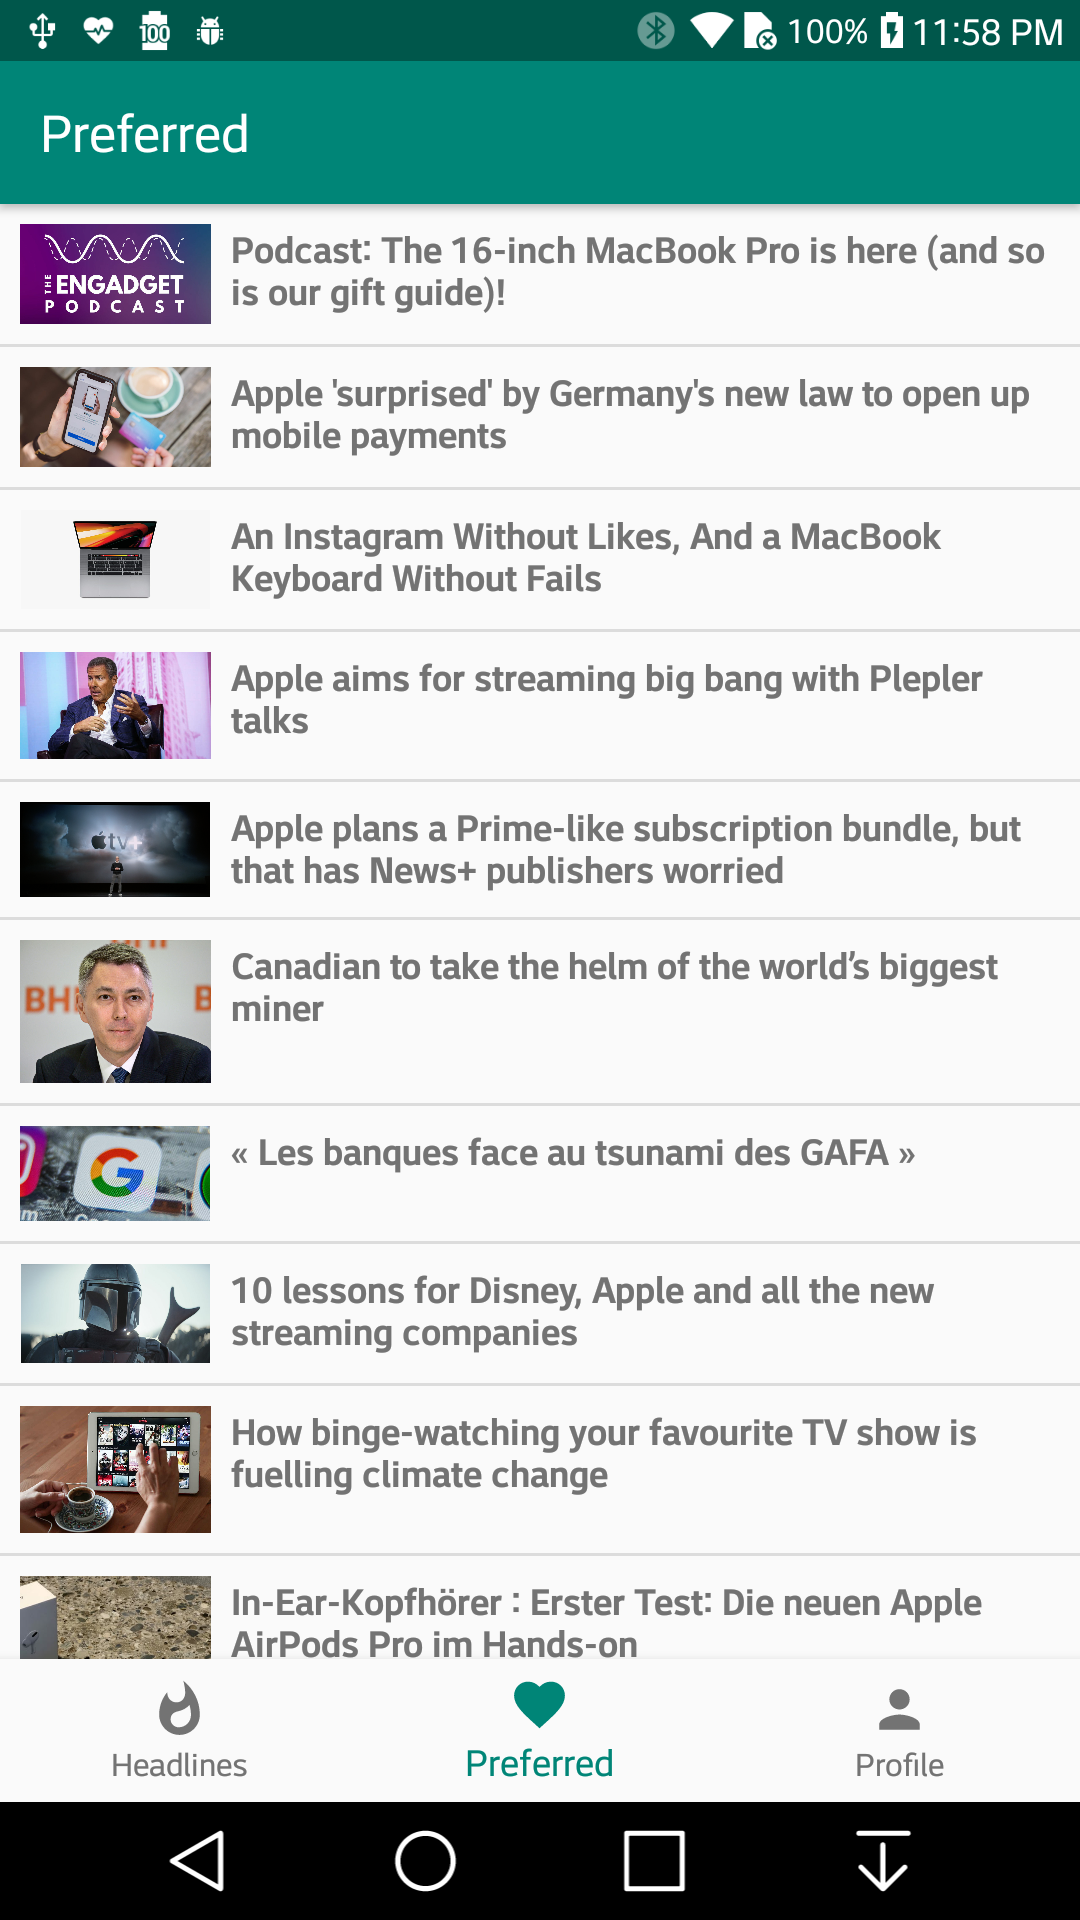 100
100%
11:58 PM
Preferred
THE
ENGADGET
PODCAST
Podcast: The 16-inch MacBook Pro is here (and so
is our gift guide)!
Apple 'surprised' by Germany's new law to open up
mobile payments
An Instagram Without Likes, And a MacBook
Keyboard Without Fails
Apple aims for streaming big bang with Plepler
talks
tv+
Apple plans a Prime-like subscription bundle, but
that has News+ publishers worried
BHP
Canadian to take the helm of the world’s biggest
miner
G
« Les banques face au tsunami des GAFA »
10 lessons for Disney, Apple and all the new
streaming companies
How binge-watching your favourite TV show is
fuelling climate change
In-Ear-Kopfhörer : Erster Test: Die neuen Apple
AirPods Pro im Hands-on
Headlines
Preferred
Profile